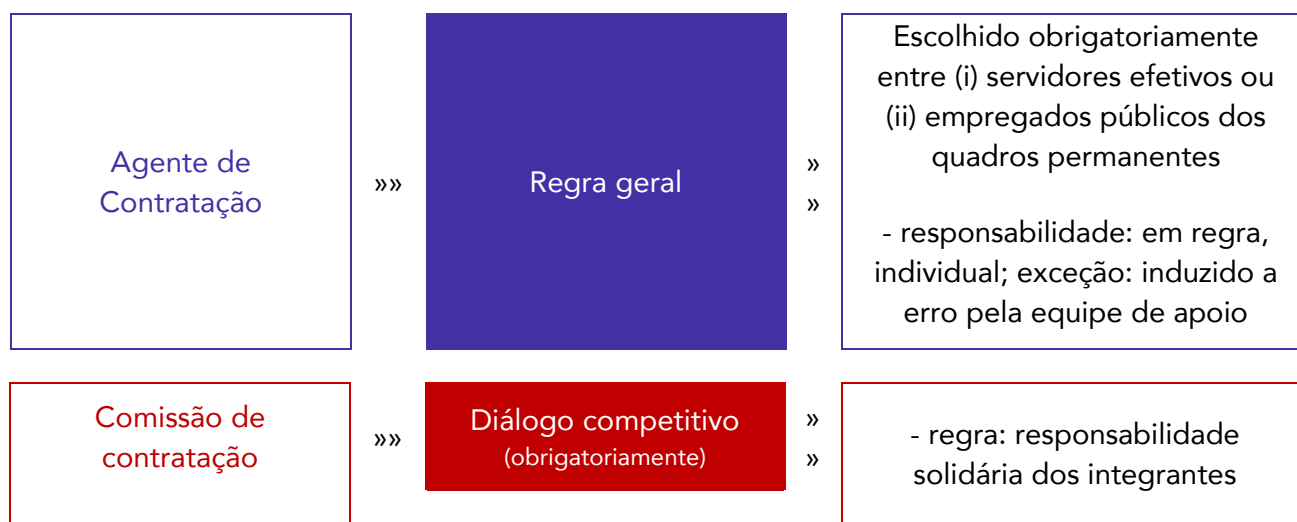 Agente de
Contratação
»»
Regra geral
»
»
Escolhido obrigatoriamente
entre (i) servidores efetivos ou
(ii) empregados públicos dos
quadros permanentes
- responsabilidade: em regra,
individual; exceção: induzido a
erro pela equipe de apoio
Comissão de
contratação
»»
Diálogo competitivo
(obrigatoriamente)
»
»
- regra: responsabilidade
solidária dos integrantes